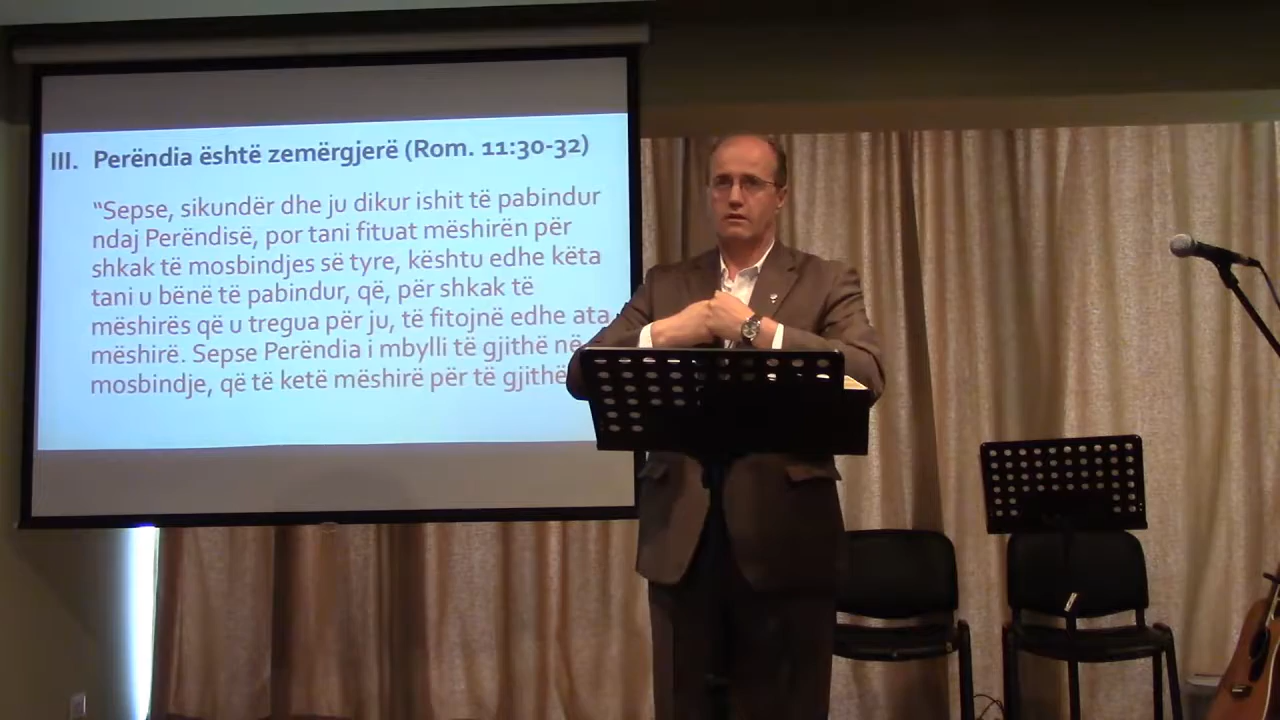 III. Perëndia është zemërgjerë (Rom. 11:30-32)
“Sepse, sikundër dhe ju dikur ishit të pabindur
ndaj Perëndisë, por tani fituat mëshirën për
shkak të mosbindjes së tyre, kështu edhe këta
tani u bënë të pabindur, që, për shkak të
mëshirës që u tregua për ju, të fitojnë edhe ata
mëshirë. Sepse Perëndia i mbylli të gjithë në
mosbindje, që të ketë mëshirë për të gjithë